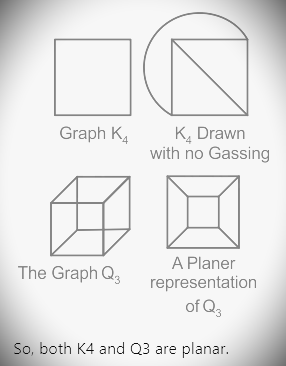 Graph K₄
K₄ Drawn
with no Gassing
The Graph Q₃
A Planer
representation
of Q₃
So, both K4 and Q3 are planar.